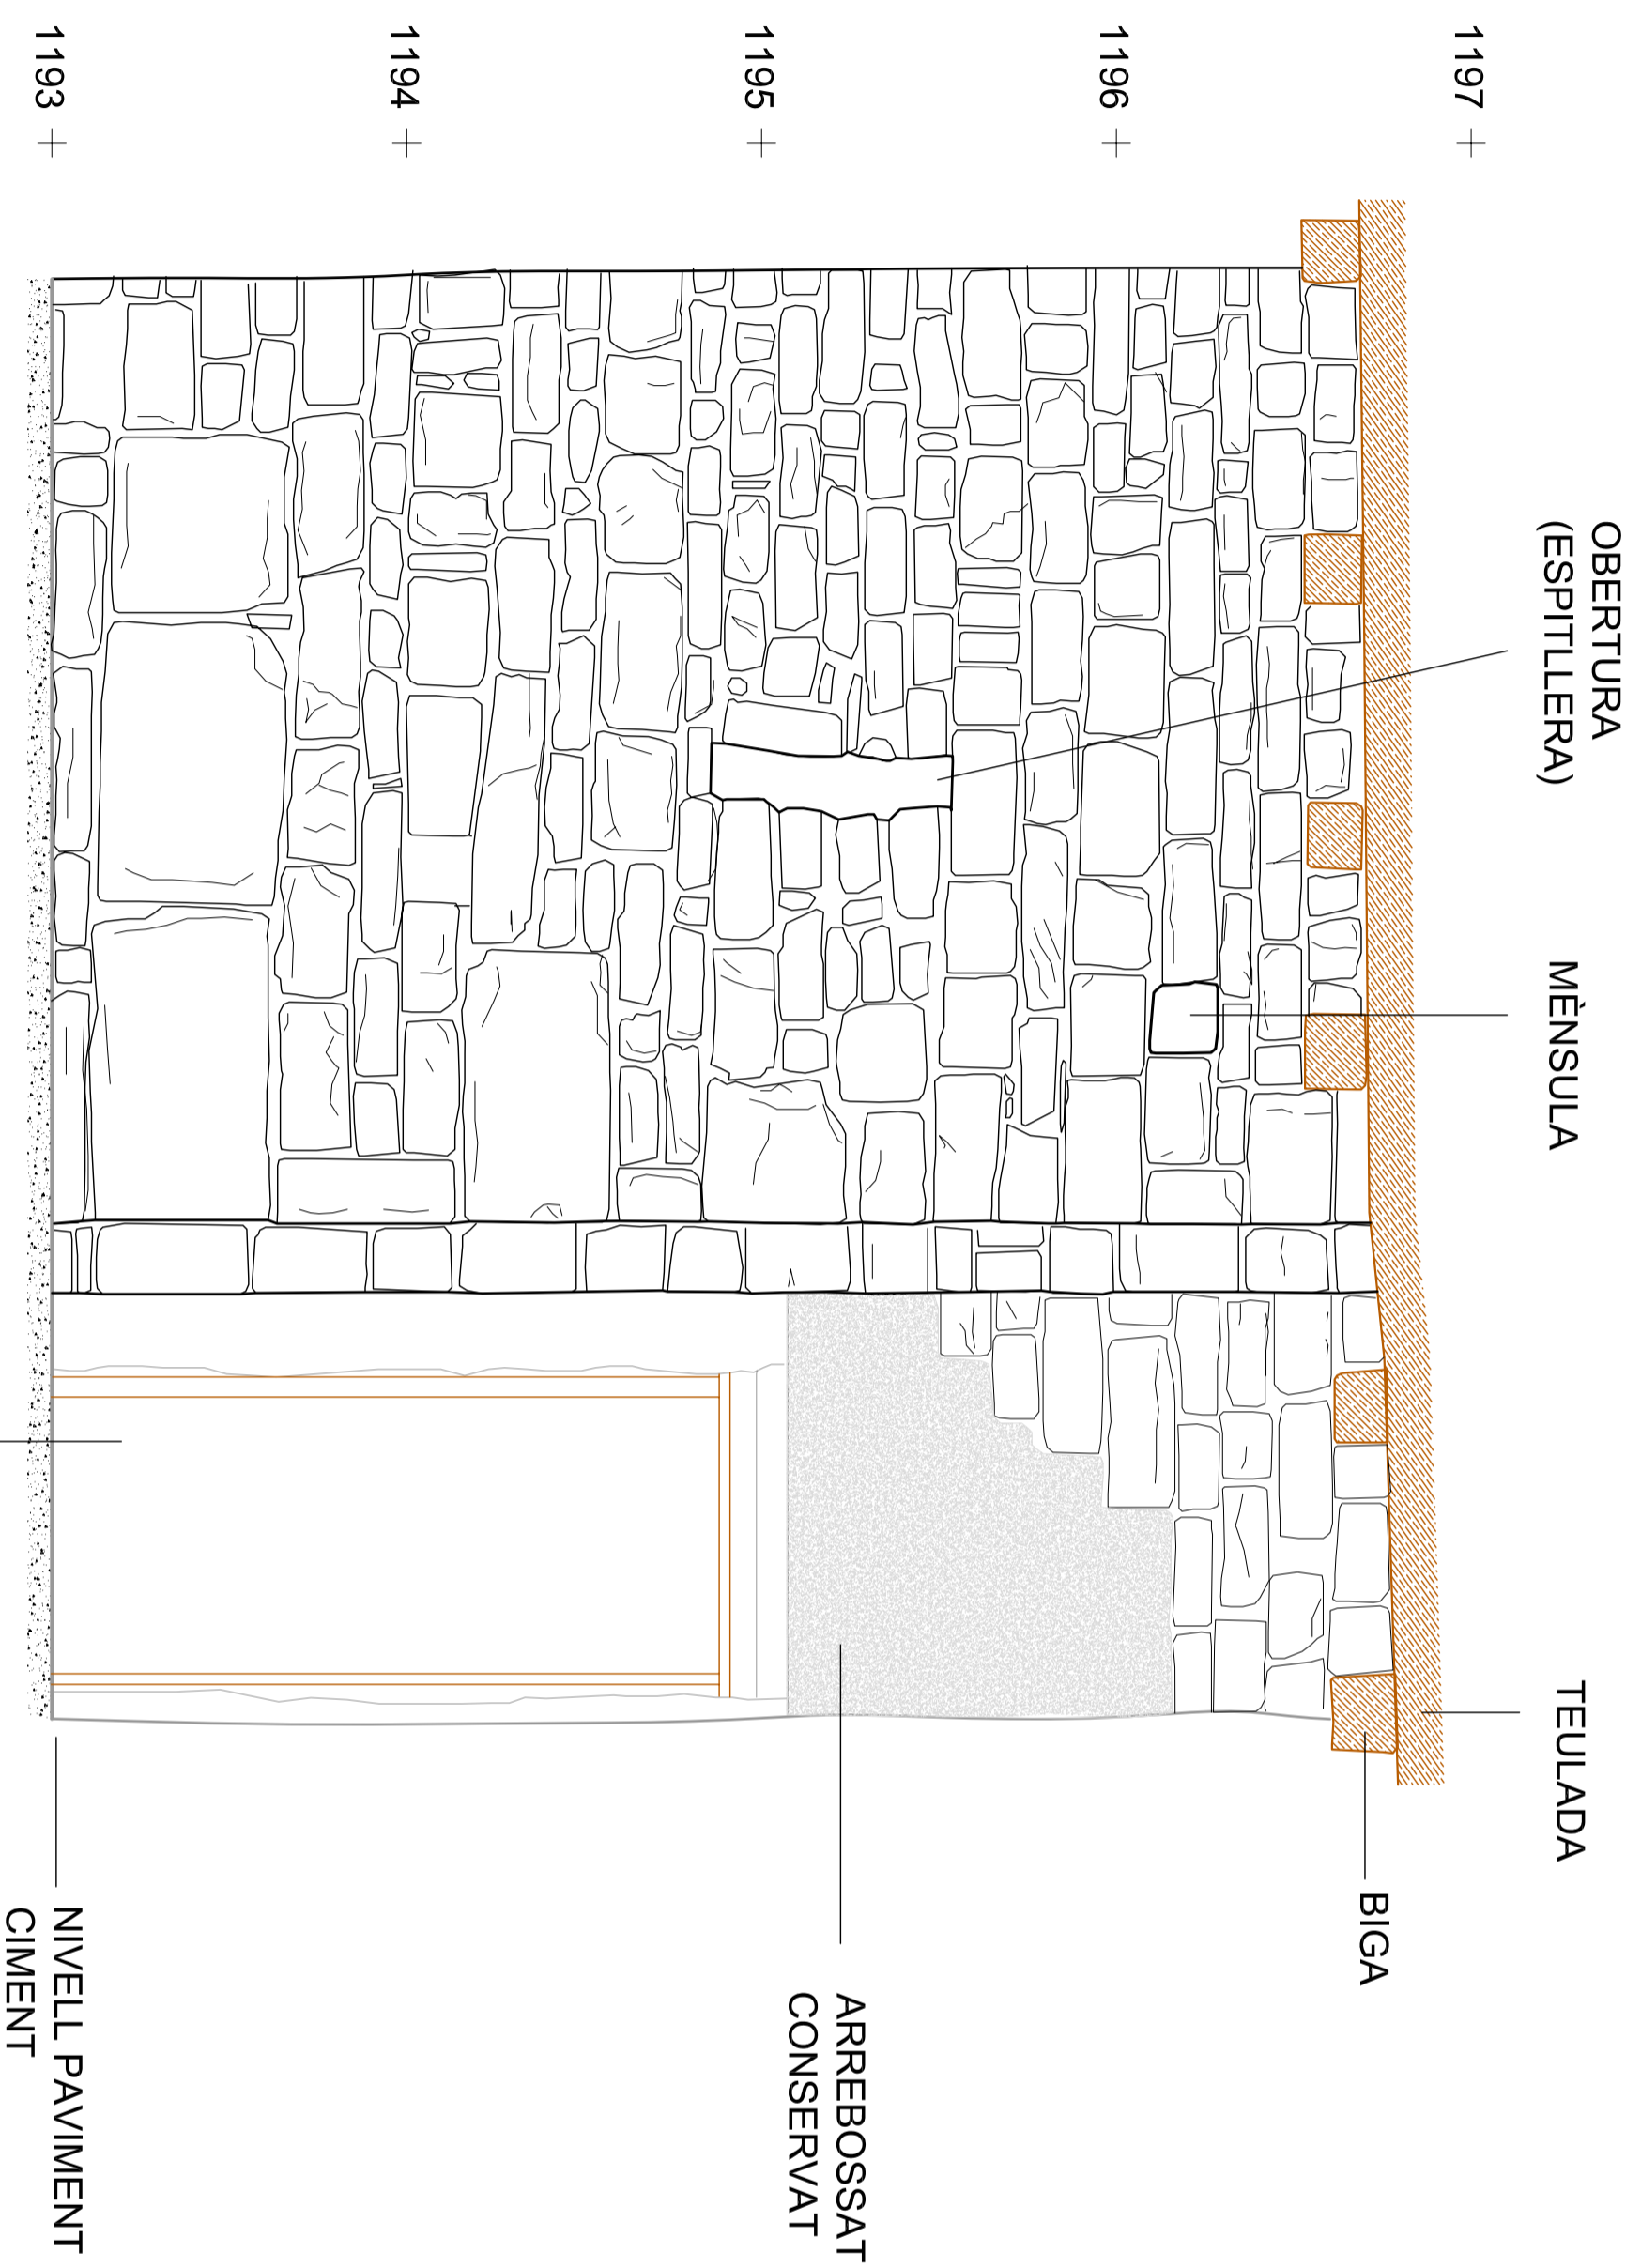 OBERTURA
(ESPITLLERA)
MÈNSULA
TEULADA
1197
BIGA
1196
1195
ARREBOSSAT
CONSERVAT
1194
1193
NIVELL PAVIMENT
CIMENT